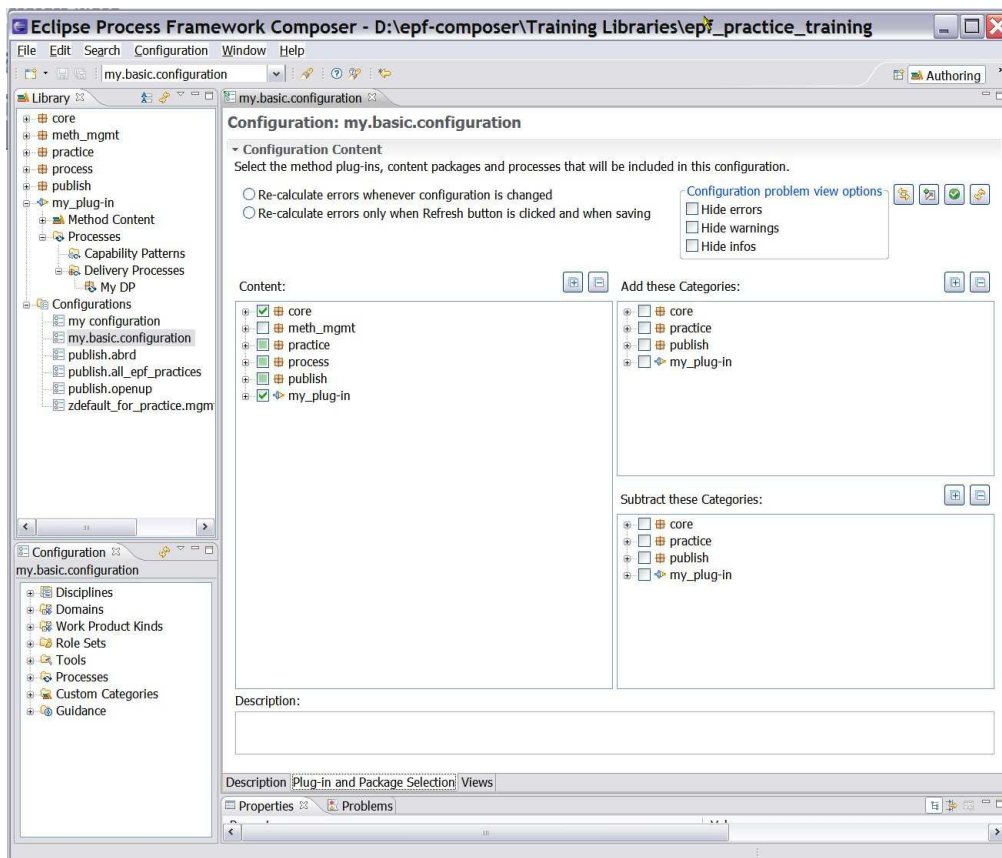 Eclipse Process Framework Composer - D:\epf-composer\Training Libraries\epf_practice_training
File Edit Search Configuration Window Help
my.basic.configuration
Authoring
Library
core
meth_mgmt
practice
process
publish
my_plug-in
Method Content
Processes
Capability Patterns
Delivery Processes
My DP
Configurations
my configuration
my.basic.configuration
publish.abrd
publish.all_epf_practices
publish.openup
zdefault_for_practice.mgm
Configuration
my.basic.configuration
Disciplines
Domains
Work Product Kinds
Role Sets
Tools
Processes
Custom Categories
Guidance
my.basic.configuration
Configuration: my.basic.configuration
Configuration Content
Select the method plug-ins, content packages and processes that will be included in this configuration.
Re-calculate errors whenever configuration is changed
Re-calculate errors only when Refresh button is clicked and when saving
Configuration problem view options
Hide errors
Hide warnings
Hide infos
Content:
core
meth_mgmt
practice
process
publish
my_plug-in
Add these Categories:
core
practice
publish
my_plug-in
Subtract these Categories:
core
practice
publish
my_plug-in
Description:
Description Plug-in and Package Selection Views
Properties Problems